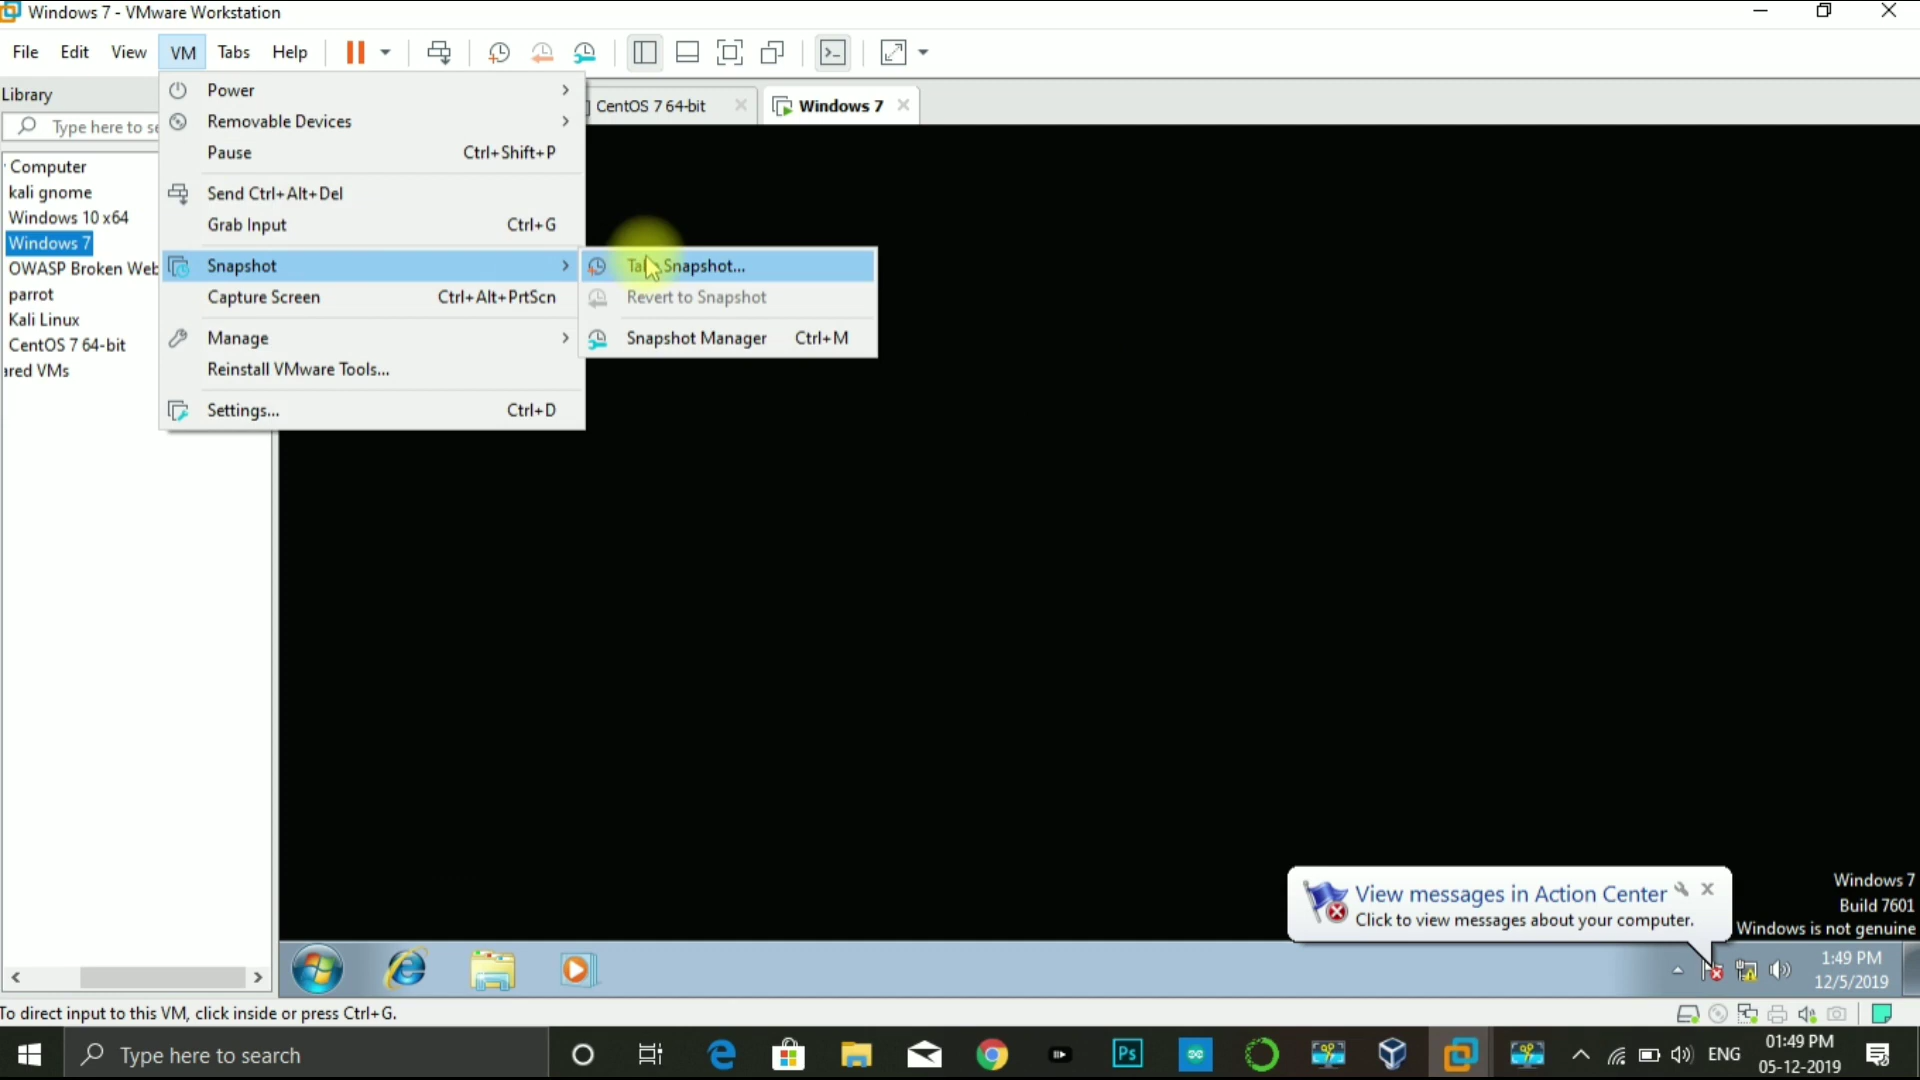 Windows 7 - VMware Workstation
File Edit View VM Tabs Help
Library
Type here to se
Computer
kali gnome
Windows 10 x64
Windows 7
OWASP Broken Web
parrot
Kali Linux
CentOS 7 64-bit
ared VMs
Power
Removable Devices
Pause Ctrl+Shift+P
Send Ctrl+Alt+Del
Grab Input Ctrl+G
Snapshot
Capture Screen Ctrl+Alt+PrtScn
Manage
Reinstall VMware Tools...
Settings... Ctrl+D
CentOS 7 64-bit
Windows 7
Snapshot...
Revert to Snapshot
Snapshot Manager Ctrl+M
View messages in Action Center
Click to view messages about your computer.
Windows 7
Build 7601
Windows is not genuine
1:49 PM
12/5/2019
To direct input to this VM, click inside or press Ctrl+G.
Type here to search
Ps
ENG
01:49 PM
05-12-2019